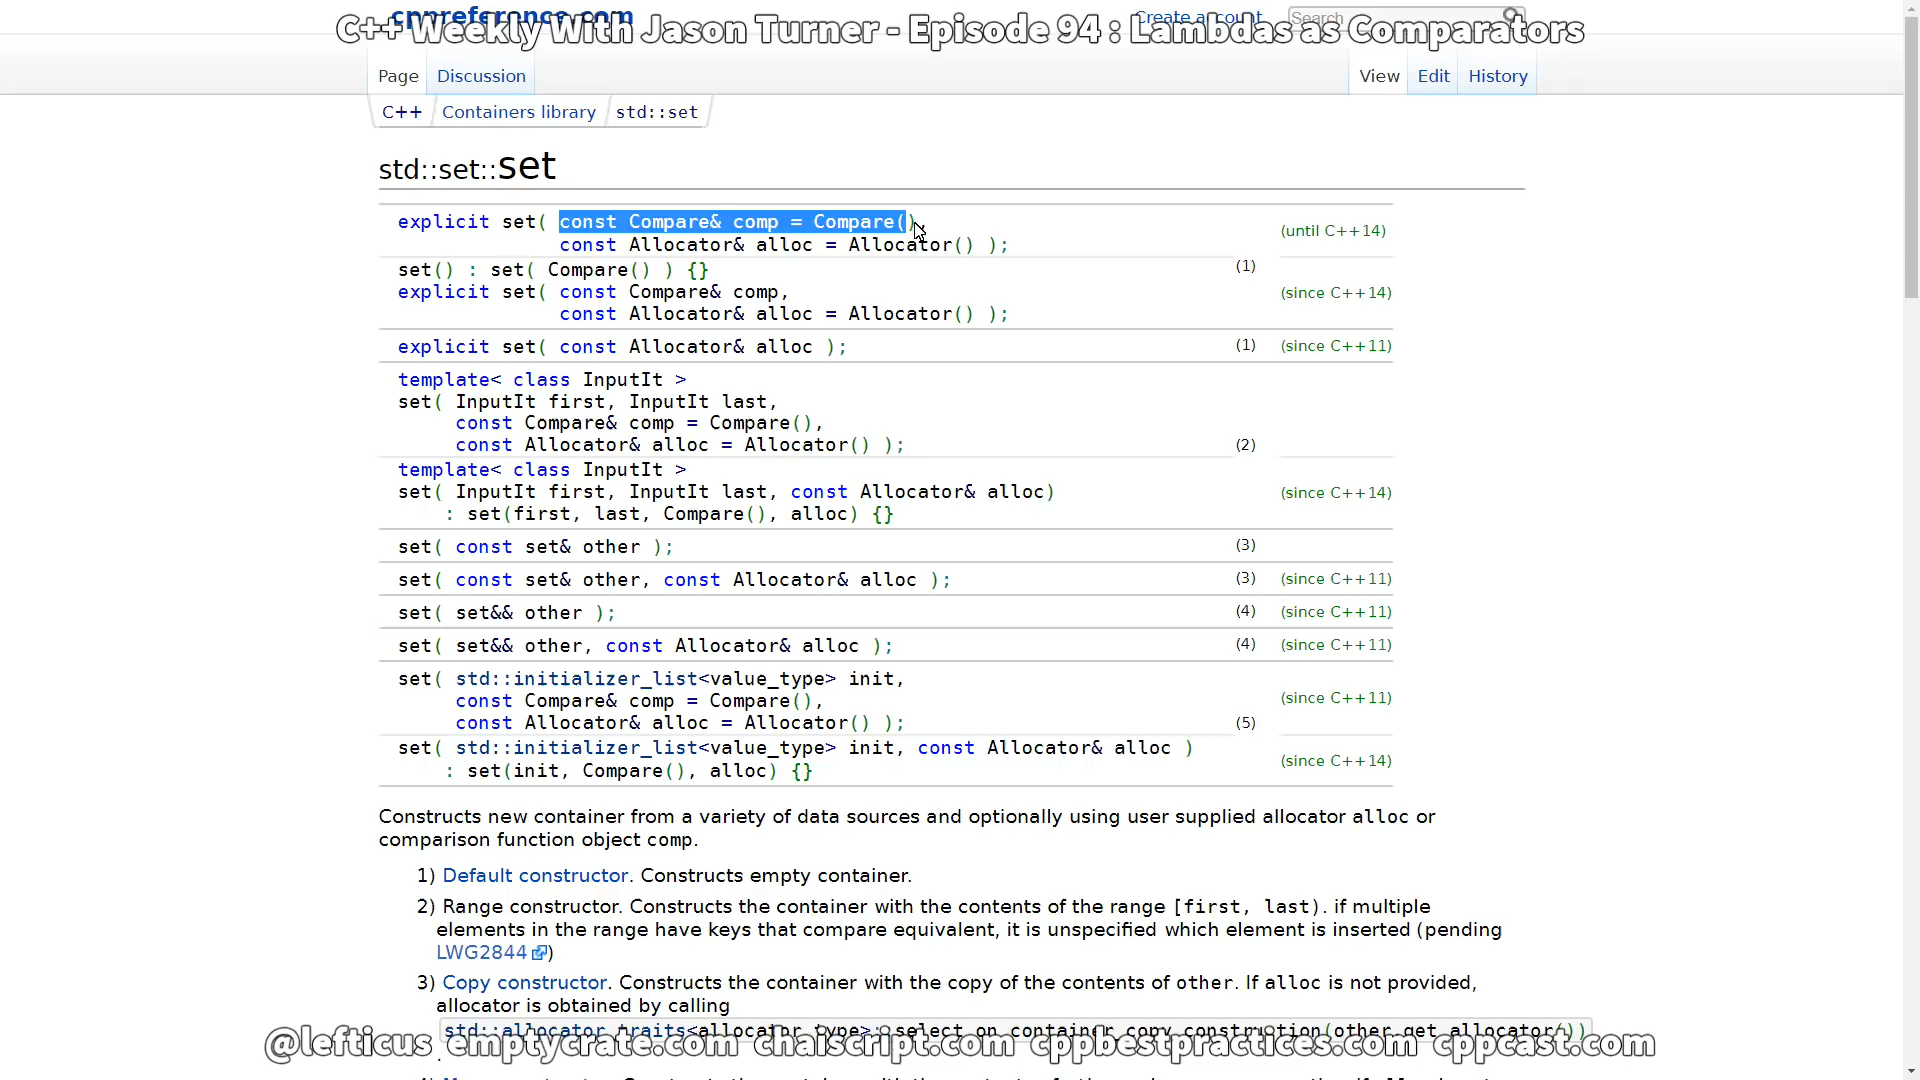 cppreference.com
Create account
Search
C++ Weekly With Jason Turner - Episode 94 : Lambdas as Comparators
Page Discussion
View Edit History
C++ Containers library std::set
std::set::set
explicit set( const Compare& comp = Compare(),
const Allocator& alloc = Allocator() );
(until C++14)
set() : set( Compare() ) {}
(1)
explicit set( const Compare& comp,
const Allocator& alloc = Allocator() );
(since C++14)
explicit set( const Allocator& alloc );
(1) (since C++11)
template< class InputIt >
set( InputIt first, InputIt last,
const Compare& comp = Compare(),
const Allocator& alloc = Allocator() );
(2)
template< class InputIt >
set( InputIt first, InputIt last, const Allocator& alloc)
: set(first, last, Compare(), alloc) {}
(since C++14)
set( const set& other );
(3)
set( const set& other, const Allocator& alloc );
(3) (since C++11)
set( set&& other );
(4) (since C++11)
set( set&& other, const Allocator& alloc );
(4) (since C++11)
set( std::initializer_list<value_type> init,
const Compare& comp = Compare(),
const Allocator& alloc = Allocator() );
(since C++11)
(5)
set( std::initializer_list<value_type> init, const Allocator& alloc )
: set(init, Compare(), alloc) {}
(since C++14)
Constructs new container from a variety of data sources and optionally using user supplied allocator alloc or
comparison function object comp.
1) Default constructor. Constructs empty container.
2) Range constructor. Constructs the container with the contents of the range [first, last). if multiple
elements in the range have keys that compare equivalent, it is unspecified which element is inserted (pending
LWG2844)
3) Copy constructor. Constructs the container with the copy of the contents of other. If alloc is not provided,
allocator is obtained by calling
std::allocator_traits<allocator_type>::select_on_container_copy_construction(other.get_allocator())
.
@lefticus emptycrate.com chaiscript.com cppbestpractices.com cppcast.com